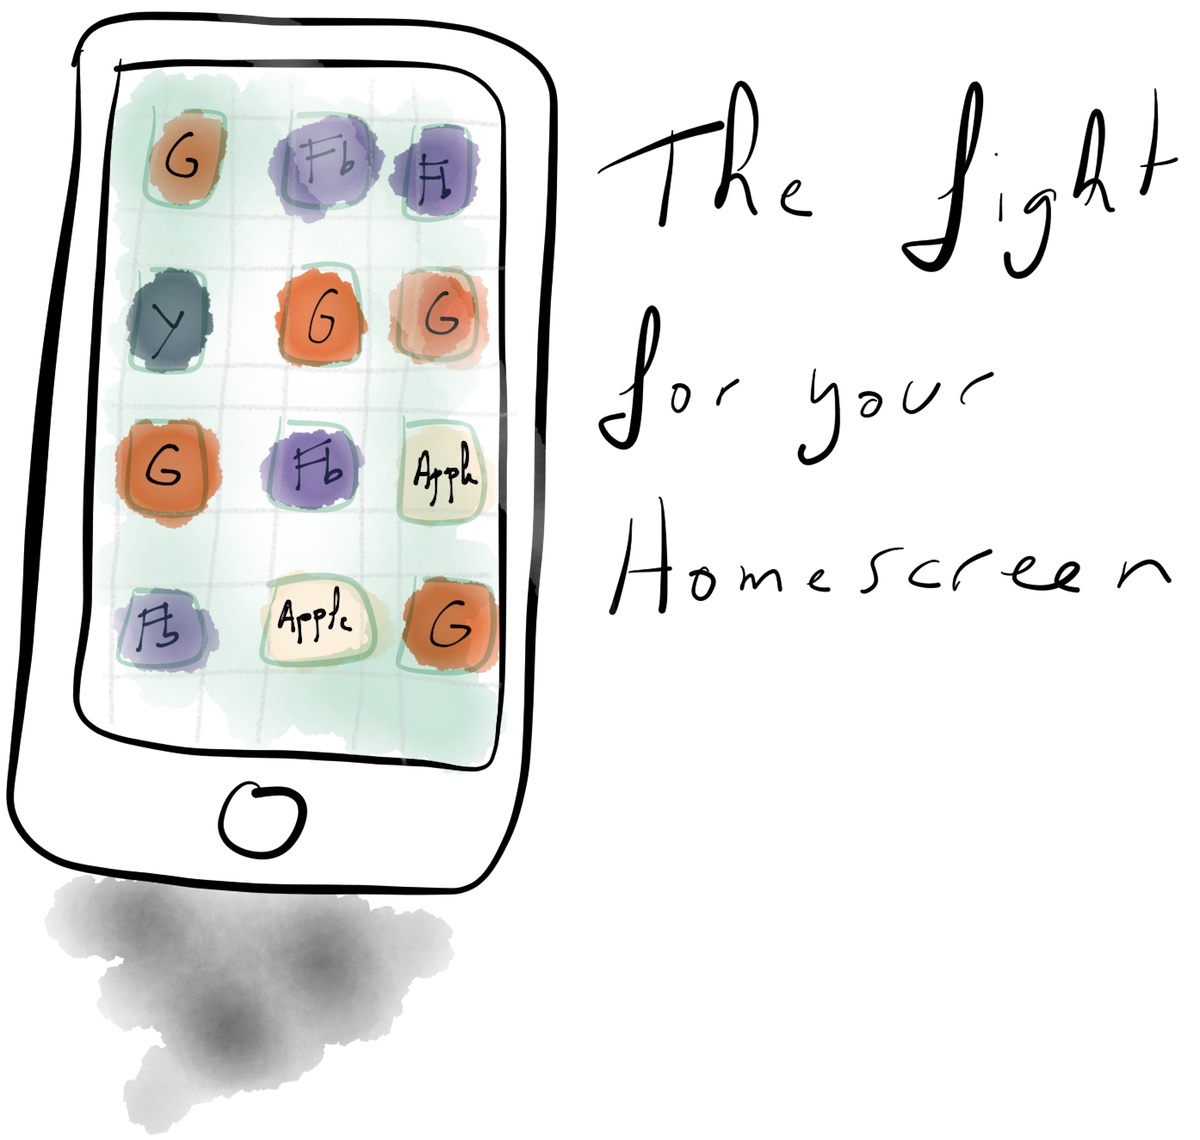 The fight
for your
Homescreen
G Fb Fb
y G G
G Fb Apple
Fb Apple G